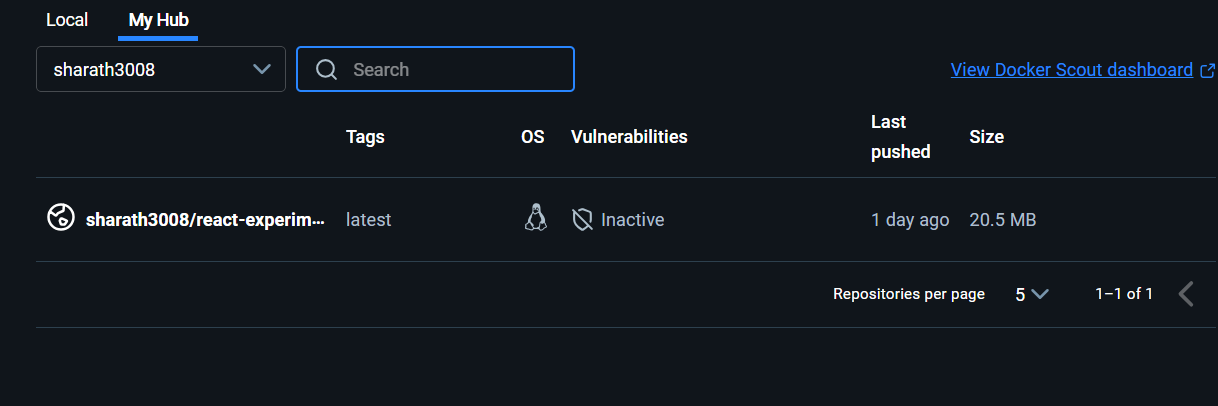 Local My Hub
sharath3008 Search View Docker Scout dashboard
Tags OS Vulnerabilities Last pushed Size
sharath3008/react-experim... latest Inactive 1 day ago 20.5 MB
Repositories per page 5 1–1 of 1